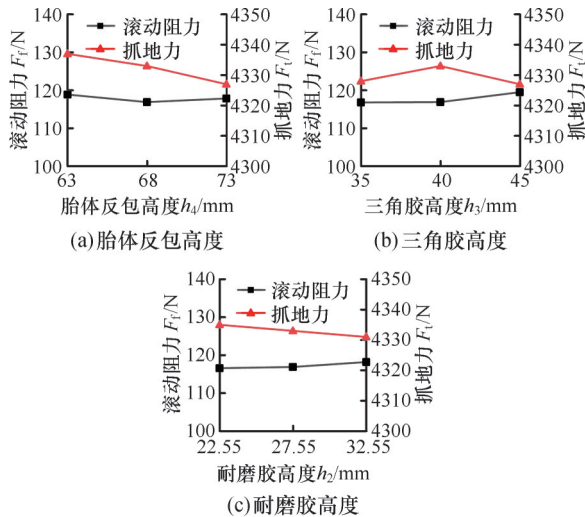 140
130
120
110
100
滚动阻力 Ff/N
滚动阻力
抓地力
4350
4340
4330
4320
4310
4300
抓地力 Ft/N
63 68 73
胎体反包高度h4/mm
(a)胎体反包高度
140
130
120
110
100
滚动阻力 Ff/N
滚动阻力
抓地力
4350
4340
4330
4320
4310
4300
抓地力 Ft/N
35 40 45
三角胶高度h3/mm
(b)三角胶高度
140
130
120
110
100
滚动阻力 Ff/N
滚动阻力
抓地力
4350
4340
4330
4320
4310
4300
抓地力 Ft/N
22.55 27.55 32.55
耐磨胶高度h2/mm
(c)耐磨胶高度